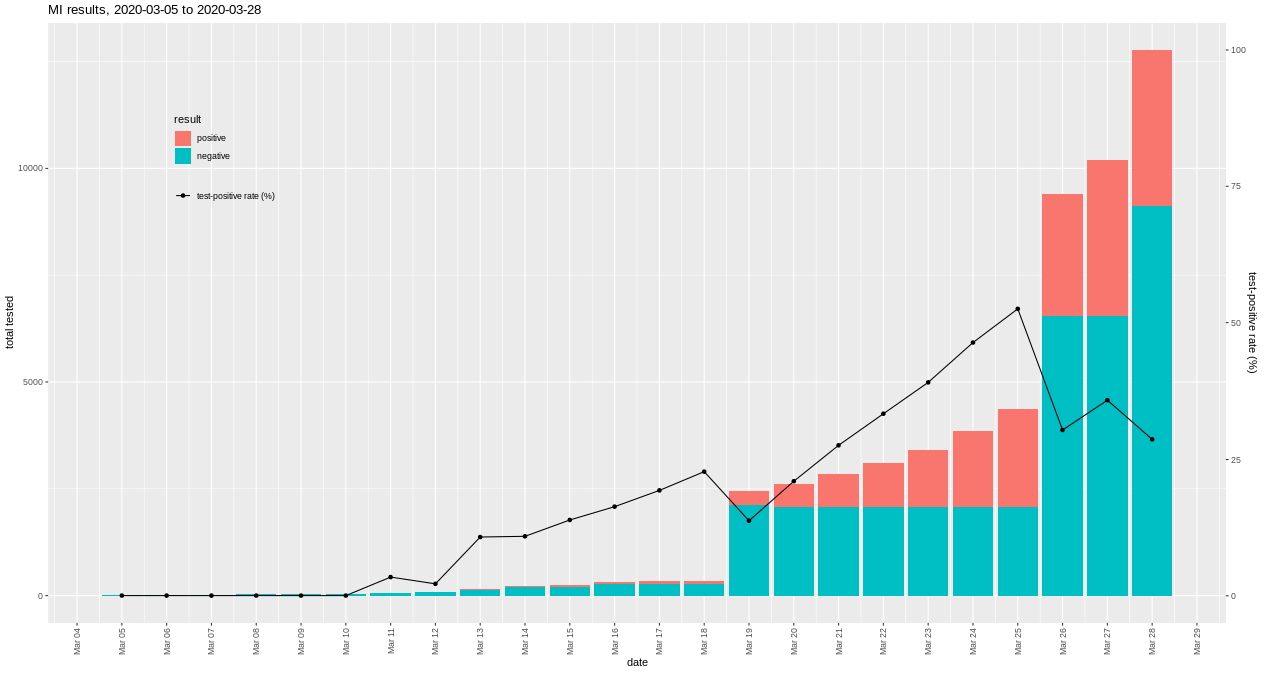 MI results, 2020-03-05 to 2020-03-28
result
positive
negative
test-positive rate (%)
total tested
10000
5000
0
100
75
50
25
0
test-positive rate (%)
Mar 04
Mar 05
Mar 06
Mar 07
Mar 08
Mar 09
Mar 10
Mar 11
Mar 12
Mar 13
Mar 14
Mar 15
Mar 16
Mar 17
Mar 18
Mar 19
Mar 20
Mar 21
Mar 22
Mar 23
Mar 24
Mar 25
Mar 26
Mar 27
Mar 28
Mar 29
date